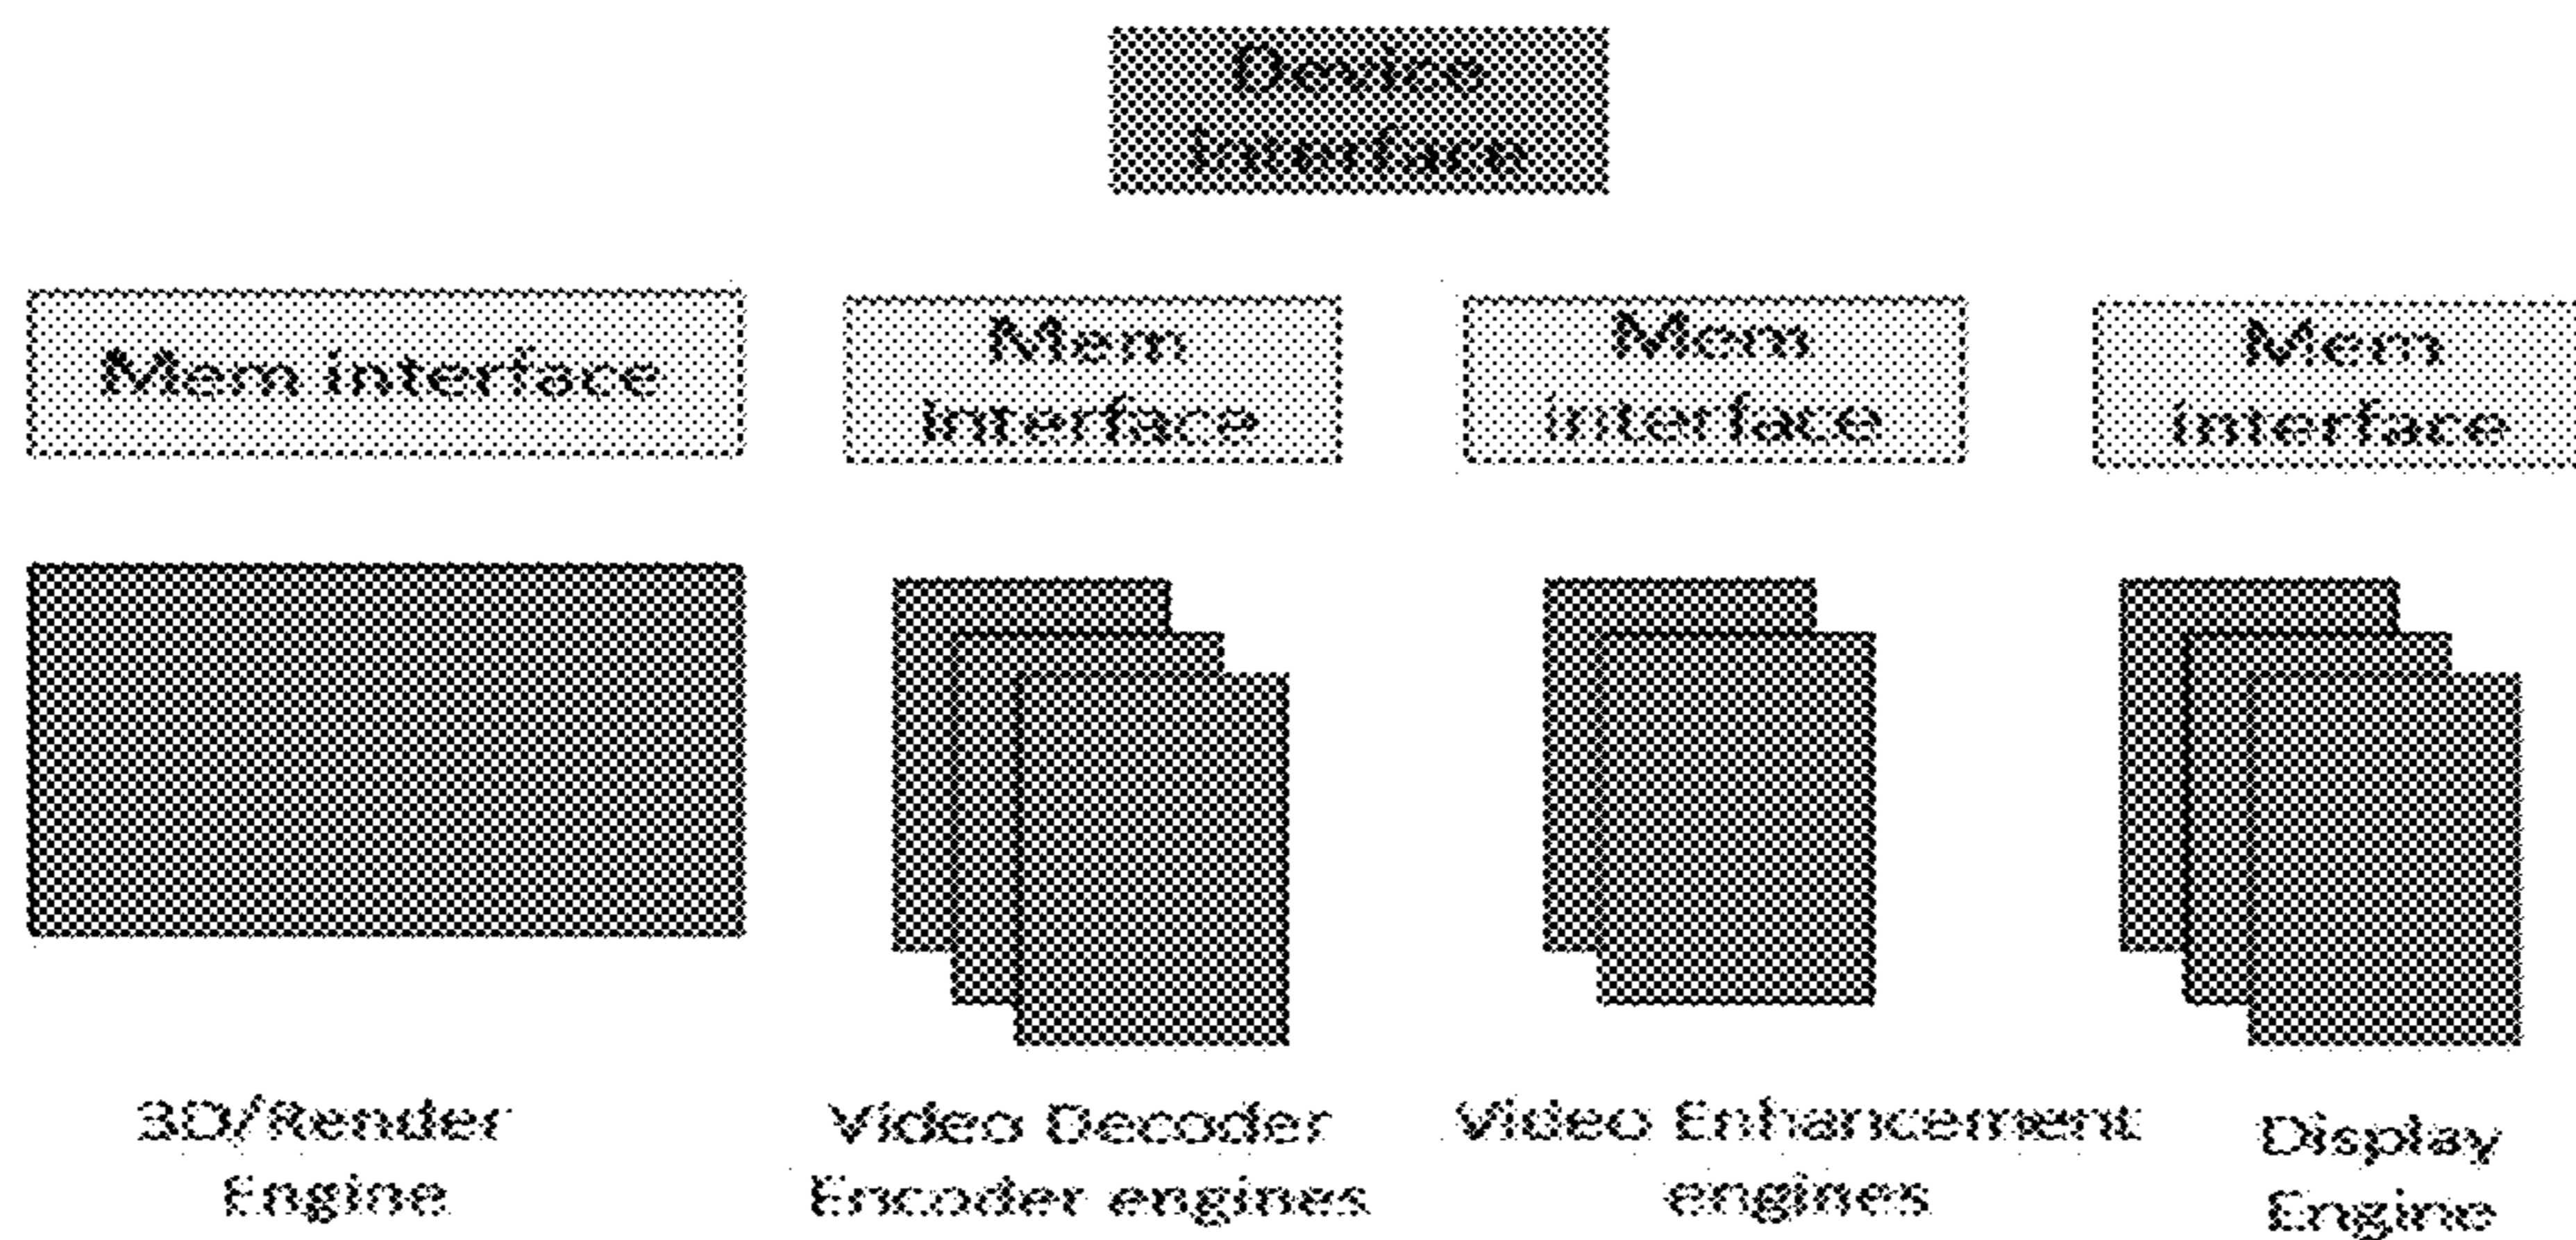 Device
interface
Mem interface
Mem
interface
Mem
interface
Mem
interface
3D/Render
Engine
Video Decoder
Encoder engines
Video Enhancement
engines
Display
Engine